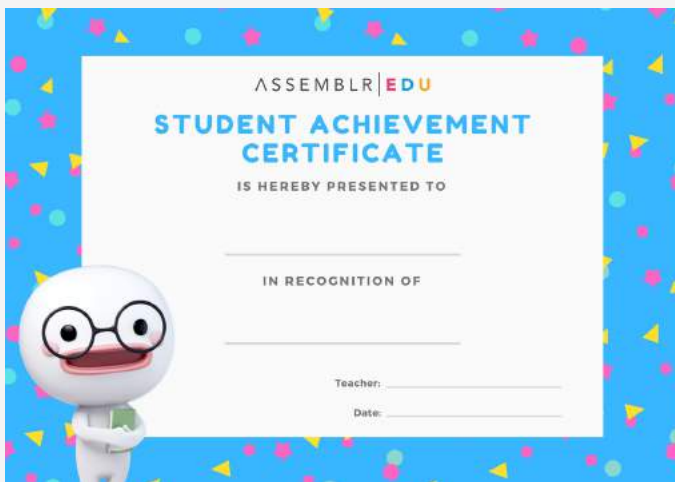 ASSEMBLR|EDU
STUDENT ACHIEVEMENT
CERTIFICATE
IS HEREBY PRESENTED TO
IN RECOGNITION OF
Teacher:
Date: